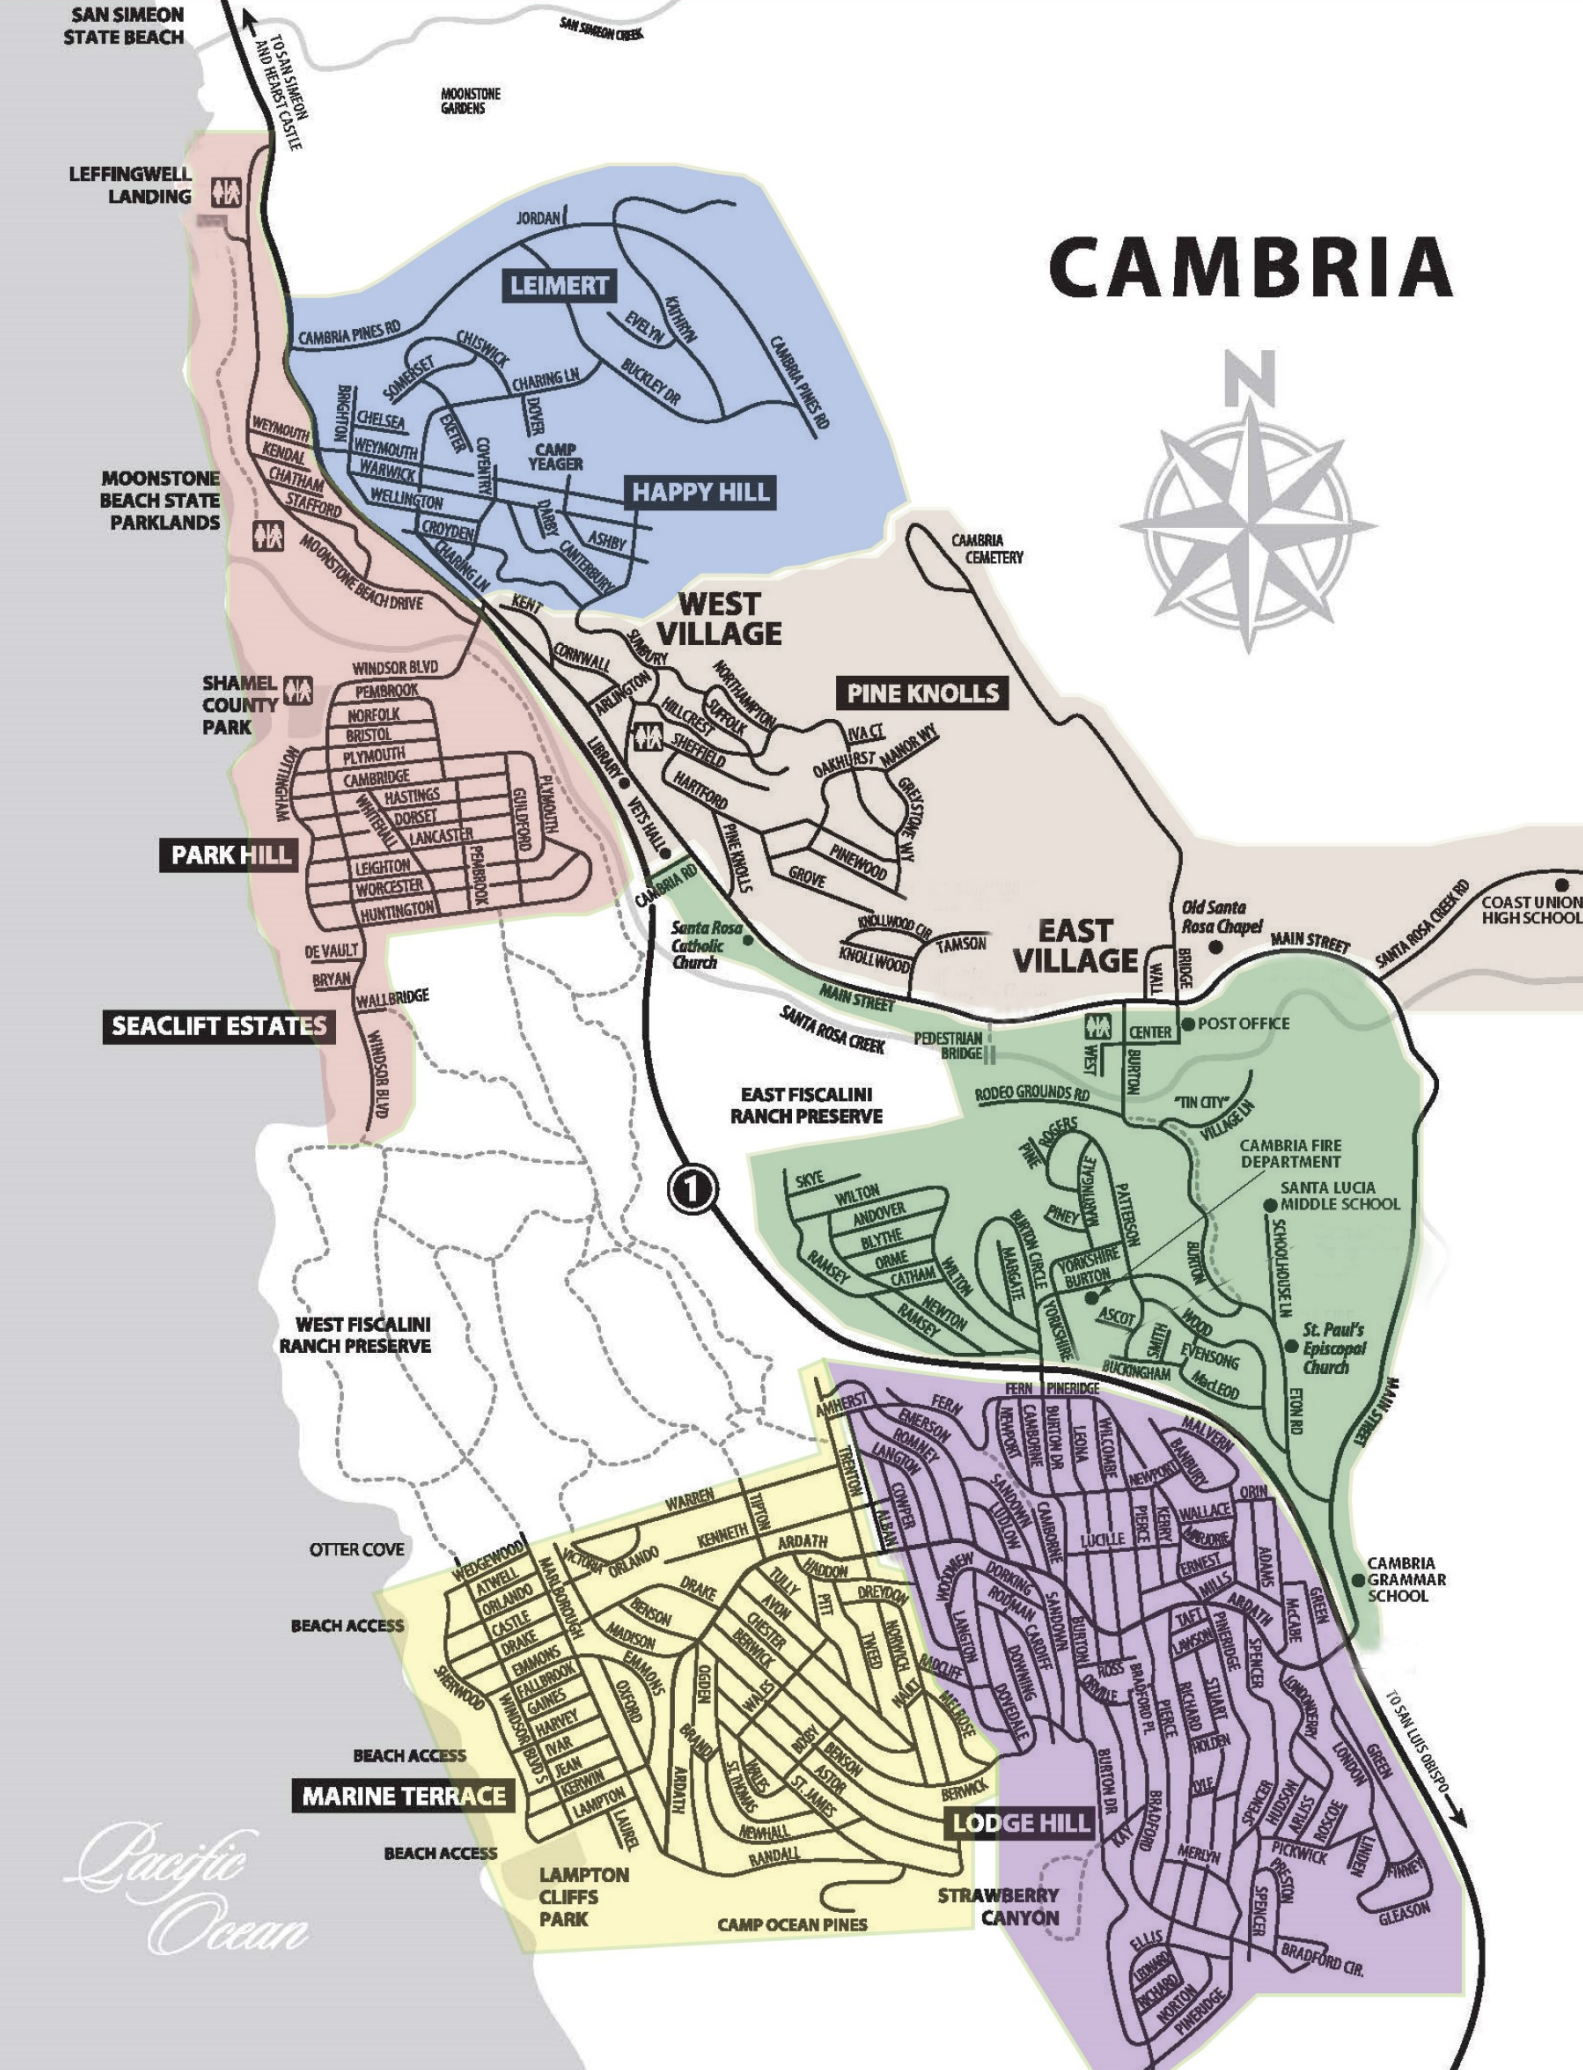 SAN SIMEON
STATE BEACH
TO SAN SIMEON
AND HEARST CASTLE
SAN SIMEON CREEK
MOONSTONE
GARDENS
LEFFINGWELL
LANDING
CAMBRIA
N
JORDAN
LEIMERT
CAMBRIA PINES RD
KATHRYN
EVELYN
CAMBRIA PINES RD
CHISWICK
SOMERSET
CHARING LN
BUCKLEY DR
BRIGHTON
CHELSEA
EXETER
DOVER
WEYMOUTH
WEYMOUTH
KENDAL
CHATHAM
STAFFORD
WARWICK
WELLINGTON
COVENTRY
CAMP
YEAGER
HAPPY HILL
CROYDEN
DARBY
ASHBY
CANTERBURY
CHARING LN
MOONSTONE
BEACH STATE
PARKLANDS
MOONSTONE BEACH DRIVE
CAMBRIA
CEMETERY
KENT
WEST
VILLAGE
CORNWALL
SUNBURY
ARLINGTON
NORTHAMPTON
SUFFOLK
HILLCREST
SHEFFIELD
HARTFORD
PINE KNOLLS
IVA CT
OAKHURST
MANOR WY
GREYSTONE WY
WINDSOR BLVD
SHAMEL
COUNTY
PARK
PEMBROOK
NORFOLK
BRISTOL
PLYMOUTH
CAMBRIDGE
NOTTINGHAM
HASTINGS
DORSET
WHITEHALL
LANCASTER
GUILDFORD
PLYMOUTH
LEIGHTON
WORCESTER
PEMBROOK
HUNTINGTON
PARK HILL
LIBRARY
VETS HALL
PINE KNOLLS
PINEWOOD
GROVE
CAMBRIA RD
Santa Rosa
Catholic
Church
KNOLLWOOD CIR
KNOLLWOOD
TAMSON
EAST
VILLAGE
Old Santa
Rosa Chapel
WALL
BRIDGE
MAIN STREET
SANTA ROSA CREEK RD
COAST UNION
HIGH SCHOOL
DE VAULT
BRYAN
WALLBRIDGE
SEACLIFT ESTATES
WINDSOR BLVD
MAIN STREET
SANTA ROSA CREEK
PEDESTRIAN
BRIDGE
CENTER
POST OFFICE
WEST
BURTON
EAST FISCALINI
RANCH PRESERVE
RODEO GROUNDS RD
"TIN CITY"
VILLAGE LN
CAMBRIA FIRE
DEPARTMENT
SANTA LUCIA
MIDDLE SCHOOL
1
SKYE
WILTON
ANDOVER
BLYTHE
ORME
CATHAM
RAMSEY
WILTON
NEWTON
RAMSEY
PINE
ROGERS
MARTINGALE
PATTERSON
PINEY
BURTON CIRCLE
MARGATE
YORKSHIRE
BURTON
YORKSHIRE
ASCOT
BURTON
SCHOOLHOUSE LN
SMITH
WOOD
EVENSONG
BUCKINGHAM
MacLEOD
St. Paul's
Episcopal
Church
ETON RD
MAIN STREET
WEST FISCALINI
RANCH PRESERVE
AMHERST
FERN
EMERSON
ROMNEY
LANGTON
FERN
PINERIDGE
NEWPORT
CAMBORNE
BURTON DR
LEONA
WILCOMBE
MALVERN
BANBURY
NEWPORT
TRENTON
COWPER
ALBAN
SANDOWN
LUDLOW
CAMBORNE
LUCILLE
PIERCE
KERRY
WALLACE
MARJORIE
ORIN
ERNEST
MILLS
ADAMS
ARDATH
McCABE
GREEN
CAMBRIA
GRAMMAR
SCHOOL
WARREN
TIPTON
KENNETH
ARDATH
OTTER COVE
WEDGEWOOD
ATWELL
ORLANDO
CASTLE
DRAKE
EMMONS
FALLBROOK
GAINES
HARVEY
IVAR
JEAN
KERWIN
LAMPTON
LAUREL
MARLBOROUGH
VICTORIA
ORLANDO
BENSON
MADISON
DRAKE
EMMONS
OXFORD
OGDEN
SHERWOOD
WINDSOR BLVD S
BEACH ACCESS
HADDON
TULLY
AVON
CHESTER
BERWICK
PITT
DREYDON
TWEED
NORWICH
WALES
NAULT
RADCLIFF
MELROSE
BRAND
ARDATH
WALES
ST. THOMAS
BIXBY
BENSON
ASTOR
ST. JAMES
BERWICK
NEWHALL
RANDALL
WOODREW
DORKING
RODMAN
CARDIFF
SANDOWN
BURTON
LANGTON
DOWNING
DOVEDALE
TAFT
LAWSON
PINERIDGE
SPENCER
ROSS
ORVILLE
BRADFORD PL
PIERCE
RICHARD
STUART
HOLDEN
LONDONDERRY
LONDON
GREEN
TO SAN LUIS OBISPO
BEACH ACCESS
MARINE TERRACE
BEACH ACCESS
LAMPTON
CLIFFS
PARK
CAMP OCEAN PINES
LODGE HILL
STRAWBERRY
CANYON
BURTON DR
KAY
BRADFORD
LYLE
SPENCER
HUDSON
ARLISS
ROSCOE
MERLYN
PICKWICK
LINDEN
FINNEY
GLEASON
PRESTON
SPENCER
BRADFORD CIR.
ELLIS
LEONARD
RICHARD
NORTON
PINERIDGE
Pacific
Ocean